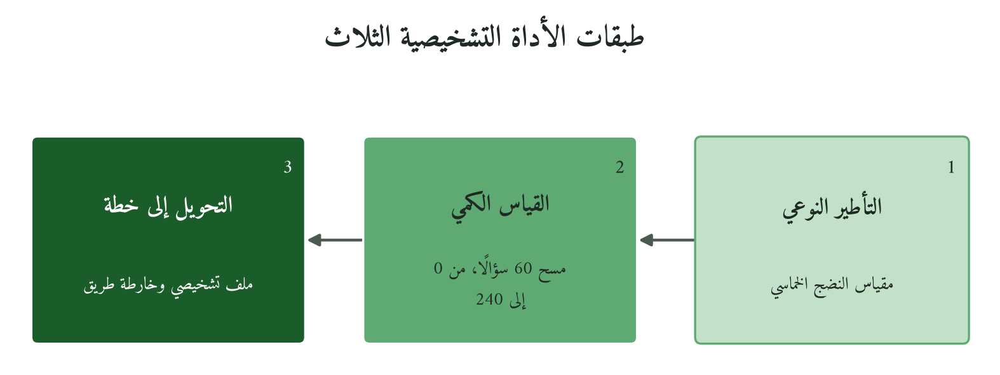 طبقات الأداة التشخيصية الثلاث
1
التأطير النوعي
مقياس النضج الخماسي
2
القياس الكمي
مسح 60 سؤالًا، من 0
إلى 240
3
التحويل إلى خطة
ملف تشخيصي وخارطة طريق